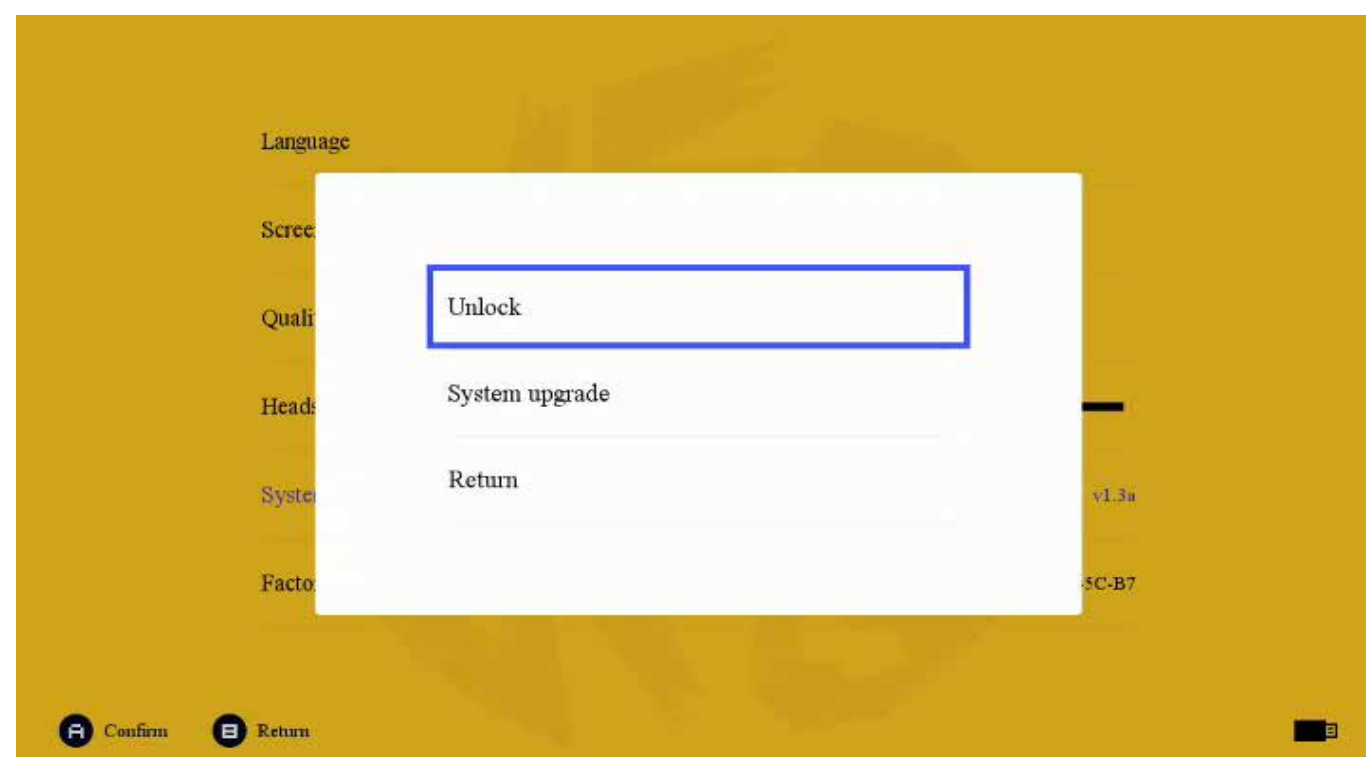 Language
Scree
Quali
Heads
Syste
v1.3a
Facto
5C-B7
Unlock
System upgrade
Return
A Confirm
B Return